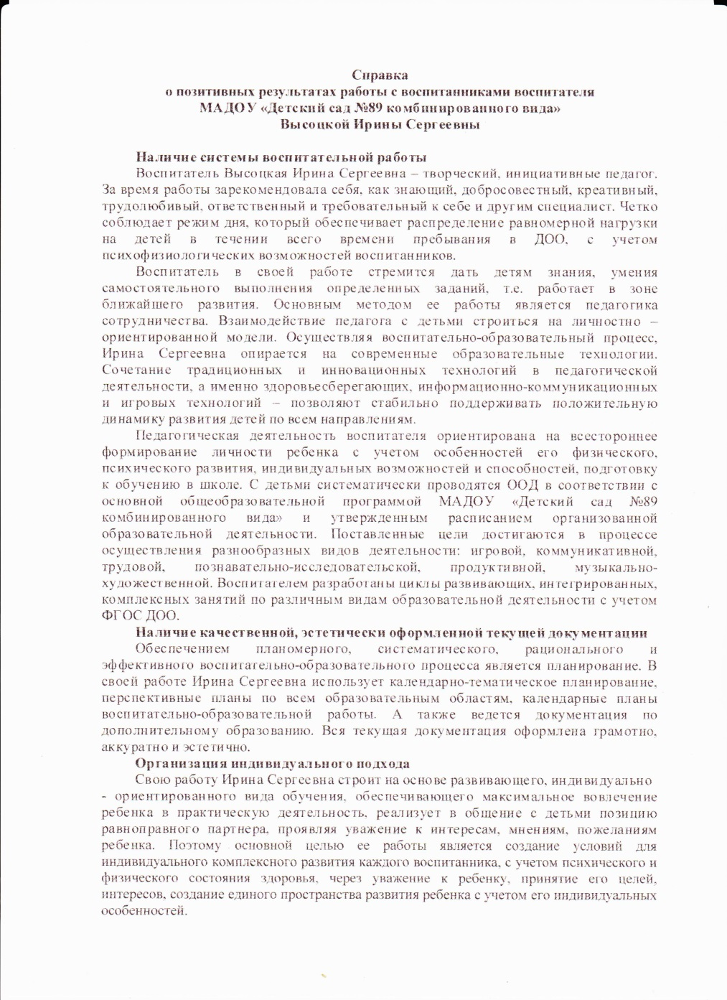 Справка
о позитивных результатах работы с воспитанниками воспитателя
МАДОУ «Детский сад №89 комбинированного вида»
Высоцкой Ирины Сергеевны
Наличие системы воспитательной работы
Воспитатель Высоцкая Ирина Сергеевна – творческий, инициативные педагог.
За время работы зарекомендовала себя, как знающий, добросовестный, креативный,
трудолюбивый, ответственный и требовательный к себе и другим специалист. Четко
соблюдает режим дня, который обеспечивает распределение равномерной нагрузки
на детей в течении всего времени пребывания в ДОО, с учетом
психофизиологических возможностей воспитанников.
Воспитатель в своей работе стремится дать детям знания, умения
самостоятельного выполнения определенных заданий, т.е. работает в зоне
ближайшего развития. Основным методом ее работы является педагогика
сотрудничества. Взаимодействие педагога с детьми строиться на личностно –
ориентированной модели. Осуществляя воспитательно-образовательный процесс,
Ирина Сергеевна опирается на современные образовательные технологии.
Сочетание традиционных и инновационных технологий в педагогической
деятельности, а именно здоровьесберегающих, информационно-коммуникационных
и игровых технологий – позволяют стабильно поддерживать положительную
динамику развития детей по всем направлениям.
Педагогическая деятельность воспитателя ориентирована на всестороннее
формирование личности ребенка с учетом особенностей его физического,
психического развития, индивидуальных возможностей и способностей, подготовку
к обучению в школе. С детьми систематически проводятся ООД в соответствии с
основной общеобразовательной программой МАДОУ «Детский сад №89
комбинированного вида» и утвержденным расписанием организованной
образовательной деятельности. Поставленные цели достигаются в процессе
осуществления разнообразных видов деятельности: игровой, коммуникативной,
трудовой, познавательно-исследовательской, продуктивной, музыкально-
художественной. Воспитателем разработаны циклы развивающих, интегрированных,
комплексных занятий по различным видам образовательной деятельности с учетом
ФГОС ДОО.
Наличие качественной, эстетически оформленной текущей документации
Обеспечением планомерного, систематического, рационального и
эффективного воспитательно-образовательного процесса является планирование. В
своей работе Ирина Сергеевна использует календарно-тематическое планирование,
перспективные планы по всем образовательным областям, календарные планы
воспитательно-образовательной работы. А также ведется документация по
дополнительному образованию. Вся текущая документация оформлена грамотно,
аккуратно и эстетично.
Организация индивидуального подхода
Свою работу Ирина Сергеевна строит на основе развивающего, индивидуально
- ориентированного вида обучения, обеспечивающего максимальное вовлечение
ребенка в практическую деятельность, реализует в общение с детьми позицию
равноправного партнера, проявляя уважение к интересам, мнениям, пожеланиям
ребенка. Поэтому основной целью ее работы является создание условий для
индивидуального комплексного развития каждого воспитанника, с учетом психического и
физического состояния здоровья, через уважение к ребенку, принятие его целей,
интересов, создание единого пространства развития ребенка с учетом его индивидуальных
особенностей.